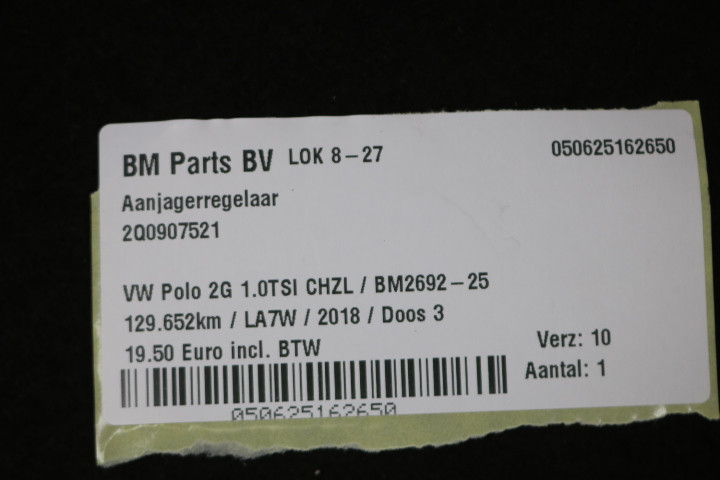 BM Parts BV LOK 8-27 050625162650
Aanjagerregelaar
2Q0907521
VW Polo 2G 1.0TSI CHZL / BM2692-25
129.652km / LA7W / 2018 / Doos 3
19.50 Euro incl. BTW Verz: 10
Aantal: 1
050625162650